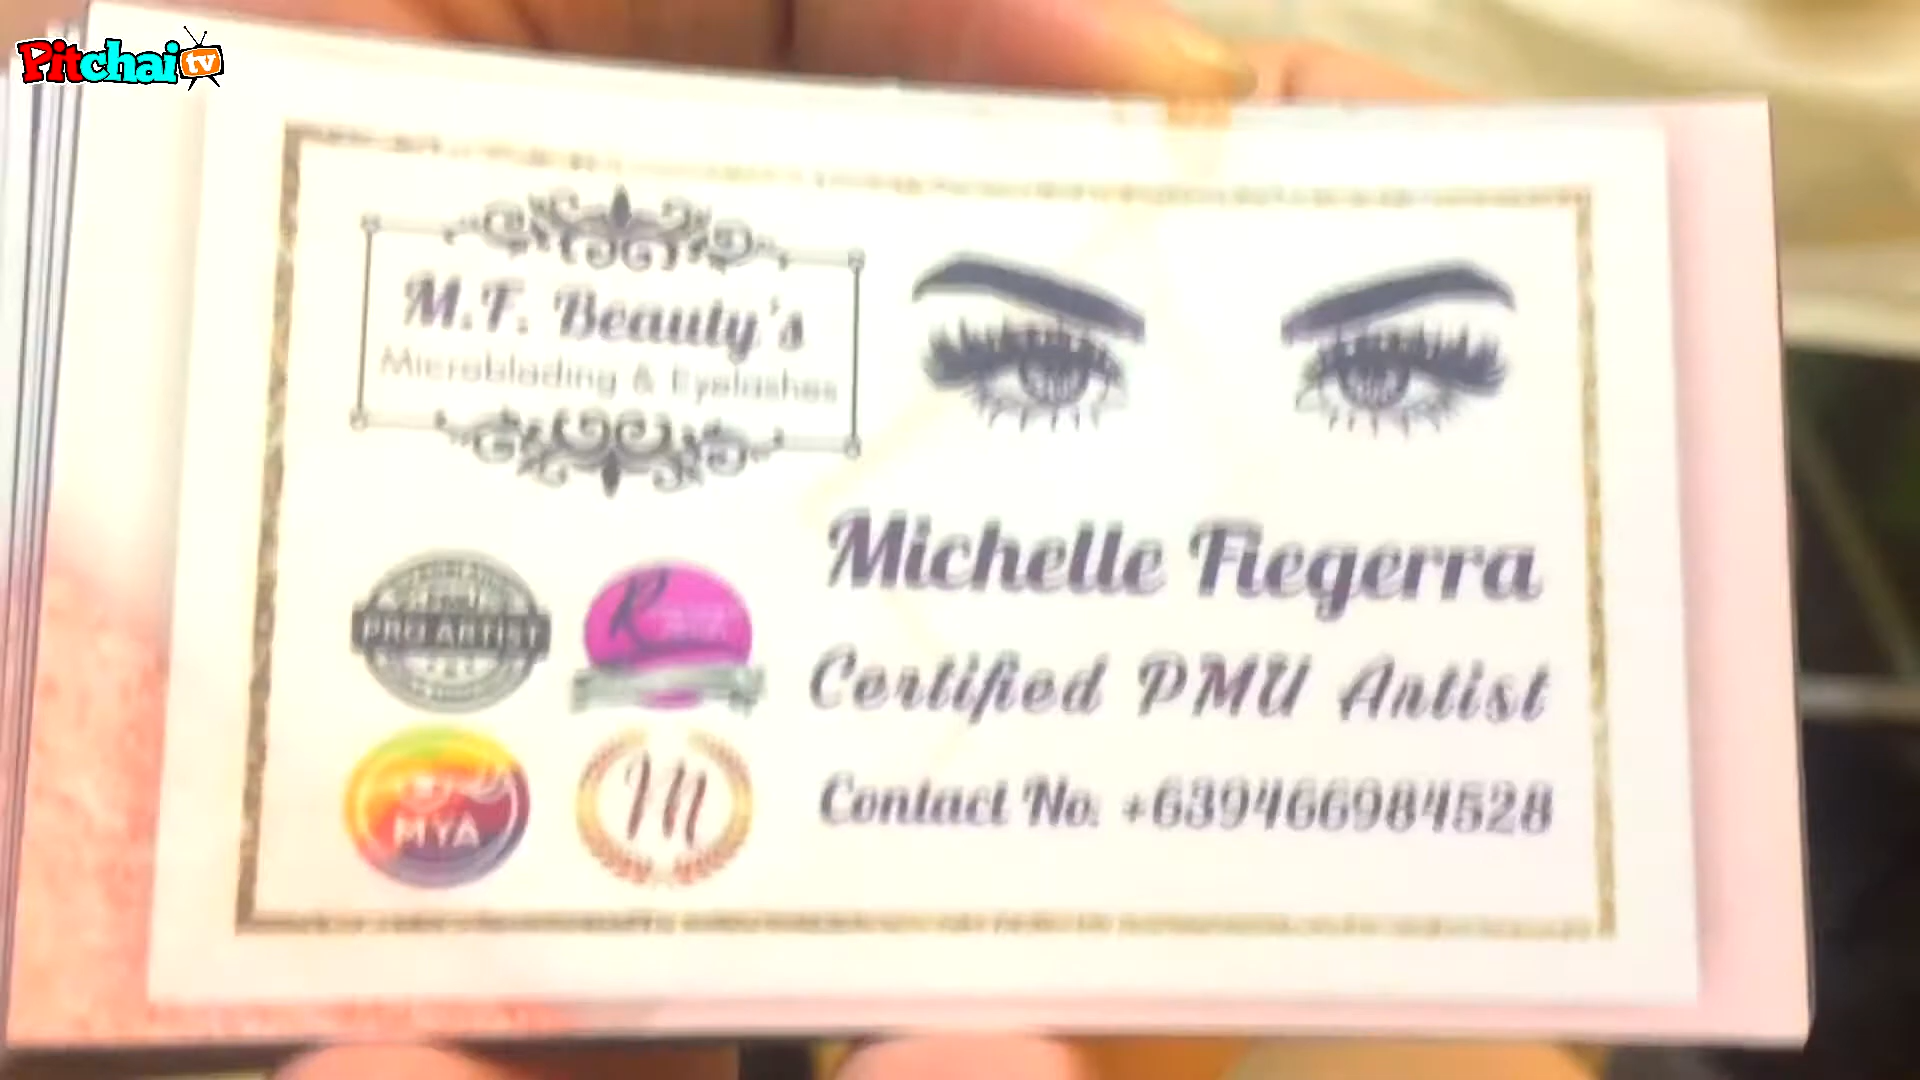 Pitchai tv
M.F. Beauty's
Microblading & Eyelashes
Michelle Fiegerra
Certified PMU Artist
Contact No: +639466984528
PRO ARTIST
R
MYA
M